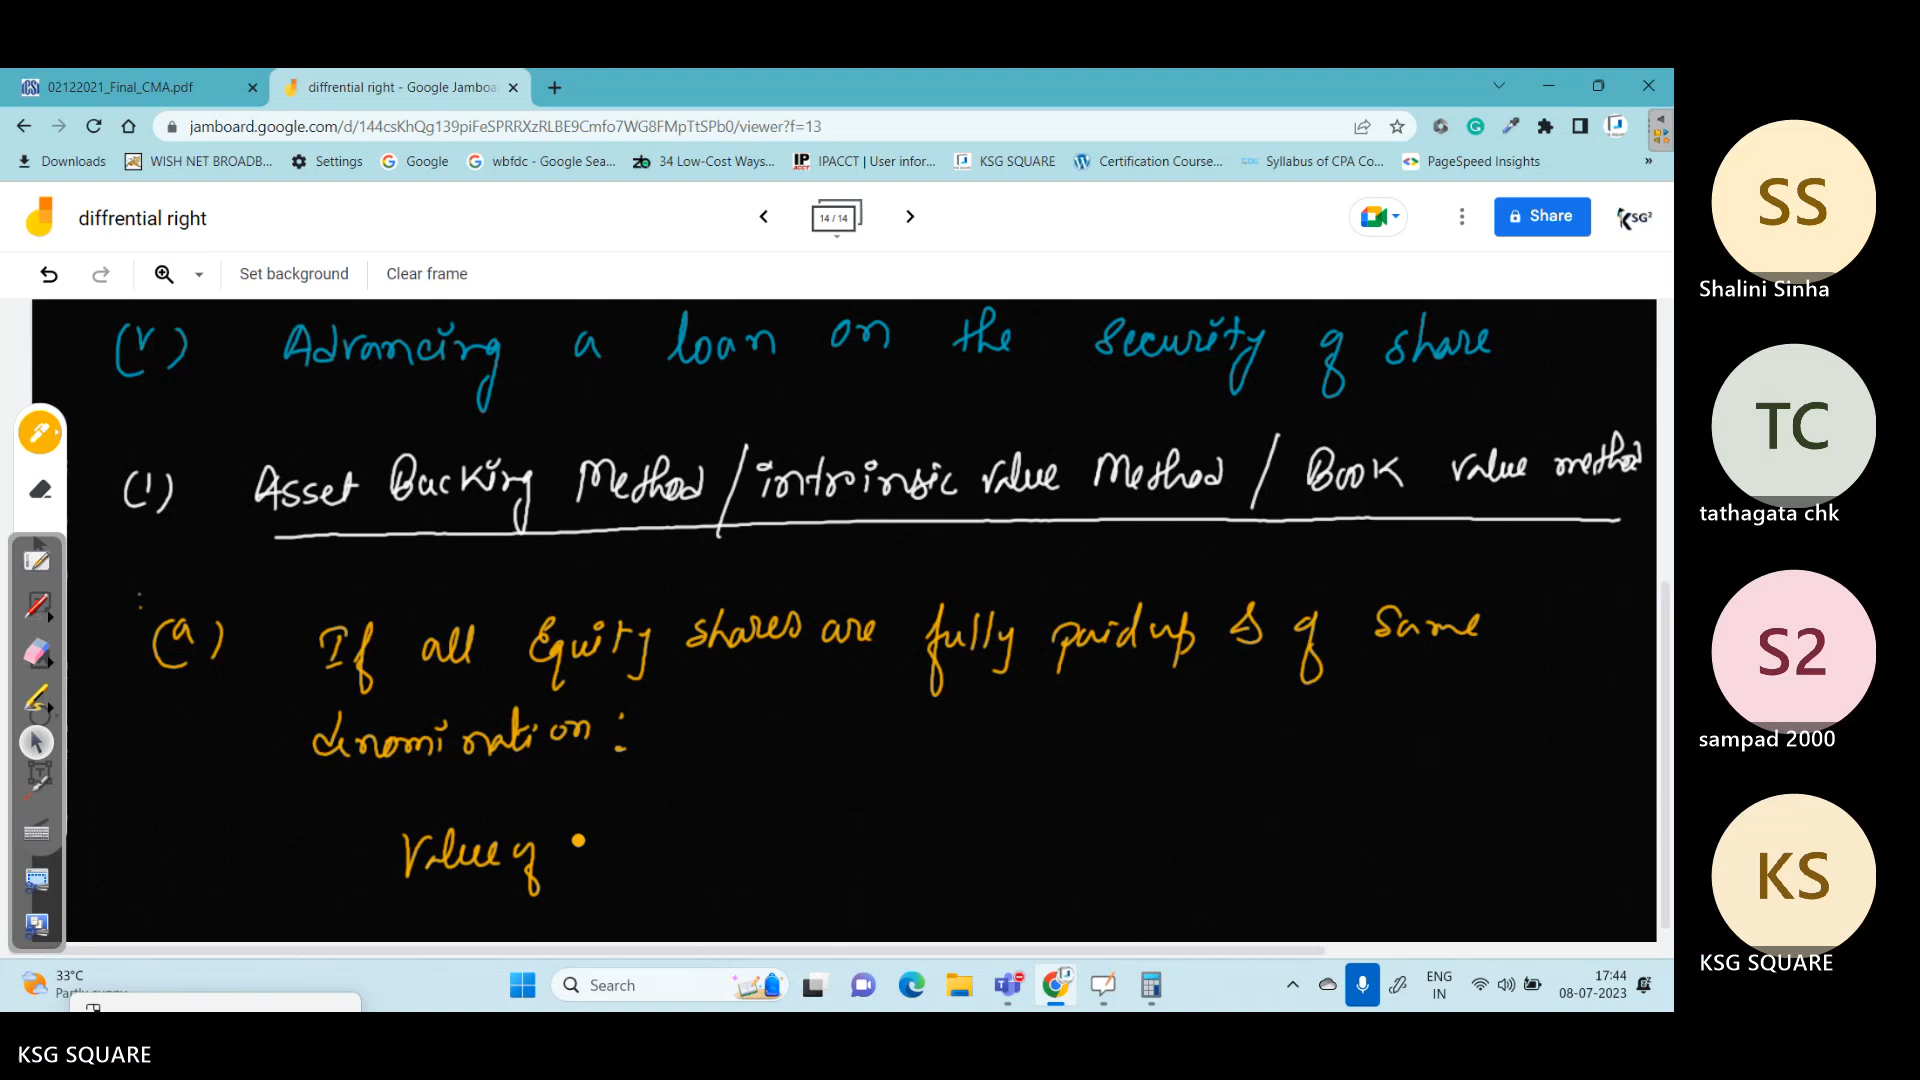 02122021_Final_CMA.pdf
diffrential right - Google Jamboa
jamboard.google.com/d/144csKhQg139piFeSPRRXzRLBE9Cmfo7WG8FMpTtSPb0/viewer?f=13
Downloads WISH NET BROADB... Settings Google wbfdc - Google Sea... 34 Low-Cost Ways... IPACCT | User infor... KSG SQUARE Certification Course... Syllabus of CPA Co... PageSpeed Insights »
diffrential right
14 / 14
Share
KSG²
Set background Clear frame
(v) Advancing a loan on the security of share
(1) Asset Backing Method / intrinsic value Method / Book value method
(a) If all Equity shares are fully paid up & of same
denomination :
Value of
SS
Shalini Sinha
TC
tathagata chk
S2
sampad 2000
KS
KSG SQUARE
33°C
Search
ENG
IN
17:44
08-07-2023
KSG SQUARE